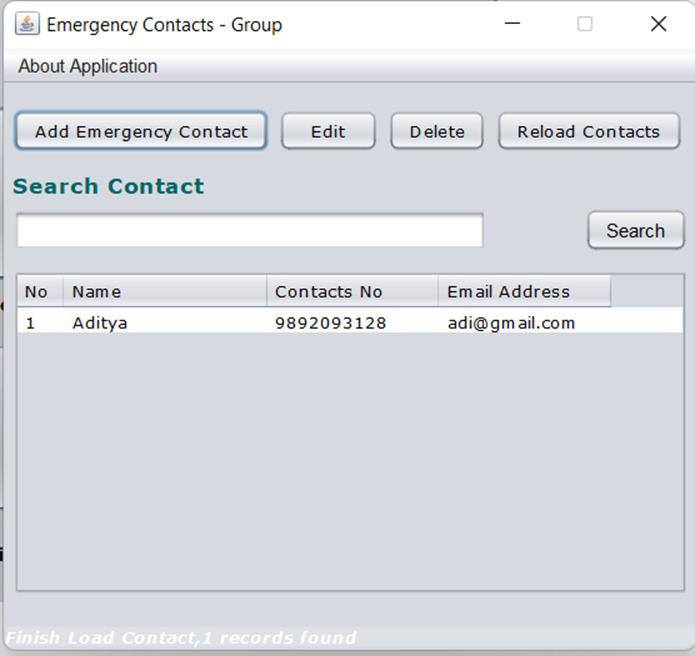 Emergency Contacts - Group
About Application
Add Emergency Contact Edit Delete Reload Contacts
Search Contact
Search
No Name Contacts No Email Address
1 Aditya 9892093128 adi@gmail.com
Finish Load Contact,1 records found